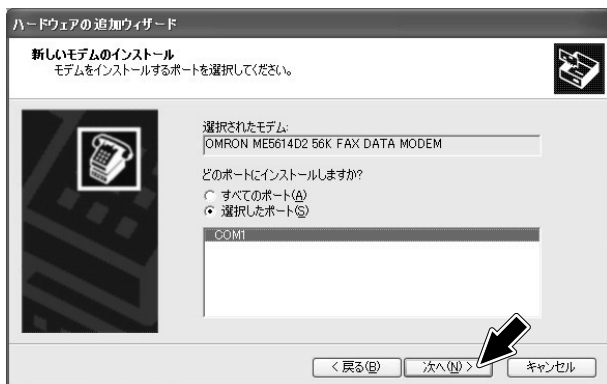 ハードウェアの追加ウィザード
新しいモデムのインストール
モデムをインストールするポートを選択してください。
選択されたモデム:
OMRON ME5614D2 56K FAX DATA MODEM
どのポートにインストールしますか?
すべてのポート(A)
選択したポート(S)
COM1
< 戻る(B)
次へ(N) >
キャンセル